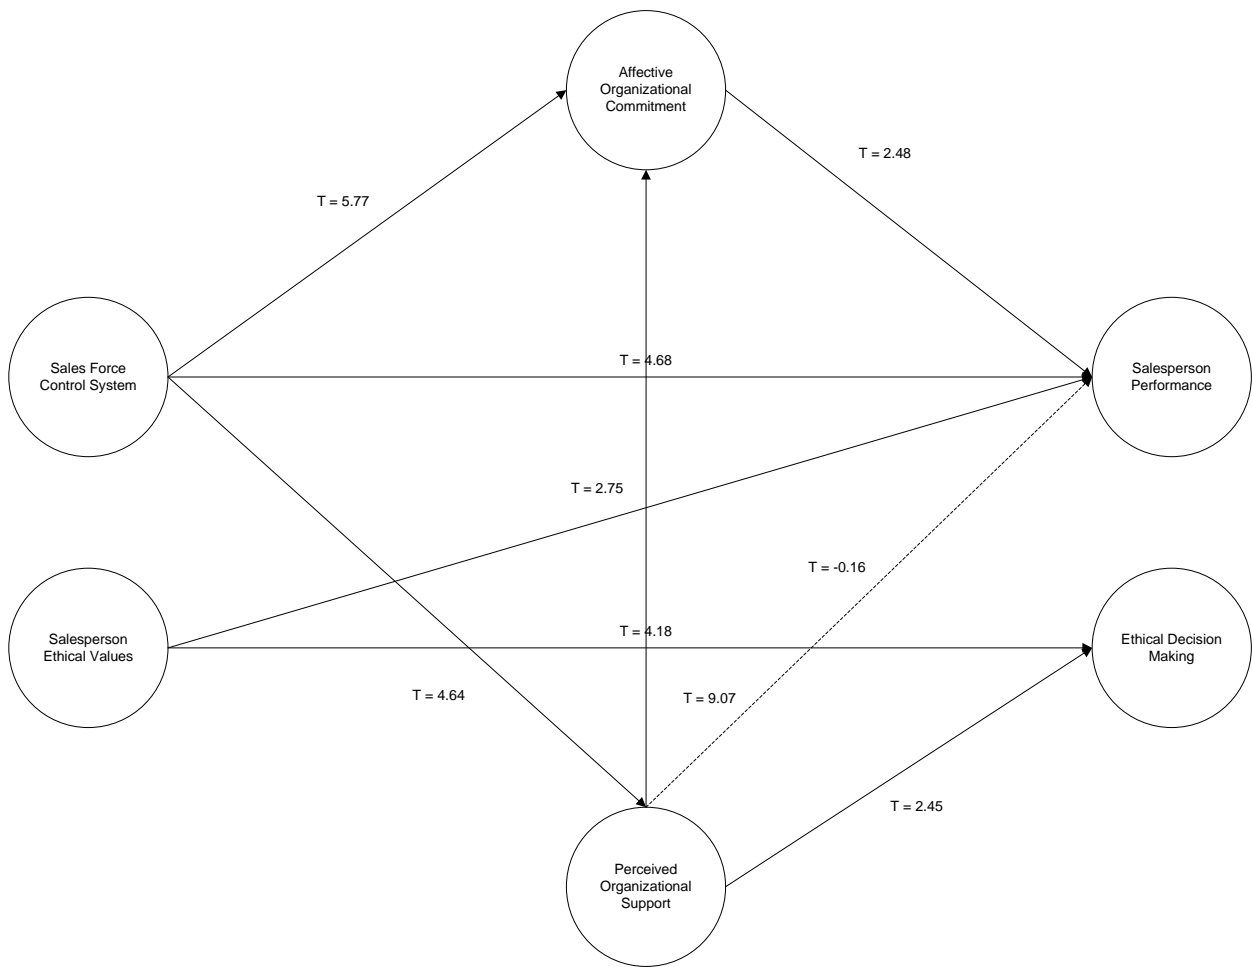 Affective
Organizational
Commitment
T = 2.48
T = 5.77
T = 4.68
Sales Force
Control System
Salesperson
Performance
T = 2.75
T = -0.16
T = 4.18
Salesperson
Ethical Values
Ethical Decision
Making
T = 4.64
T = 9.07
T = 2.45
Perceived
Organizational
Support